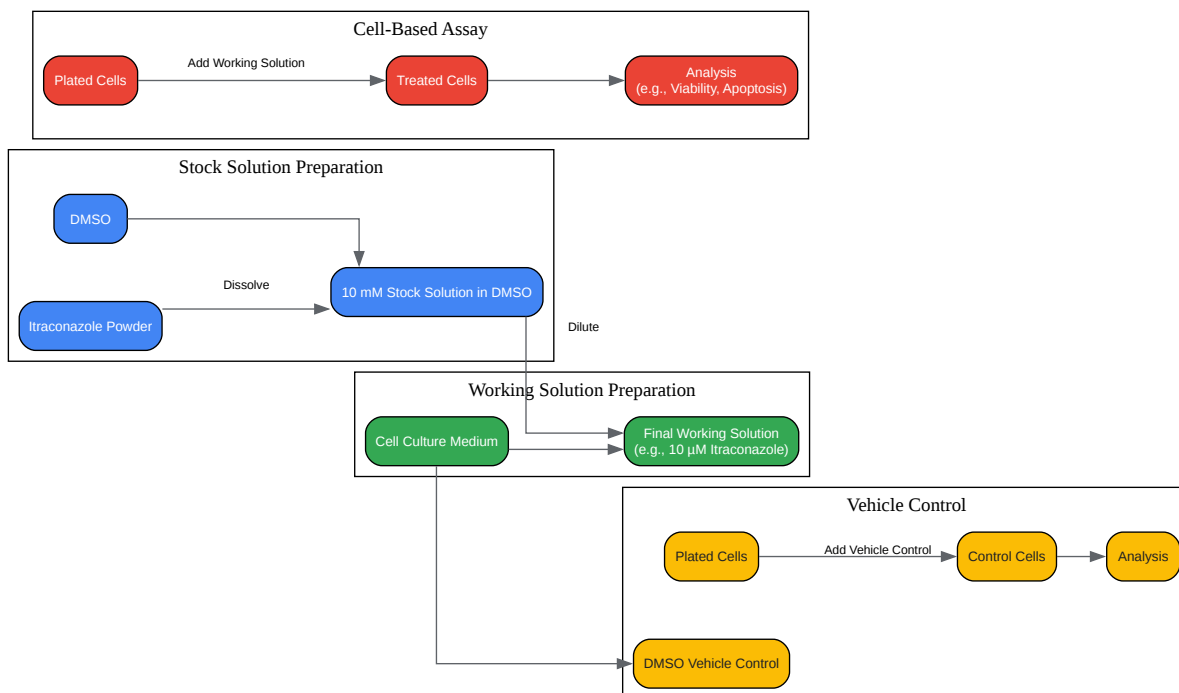 Cell-Based Assay
Plated Cells
Add Working Solution
Treated Cells
Analysis
(e.g., Viability, Apoptosis)
Stock Solution Preparation
DMSO
Dissolve
10 mM Stock Solution in DMSO
Itraconazole Powder
Dilute
Working Solution Preparation
Cell Culture Medium
Final Working Solution
(e.g., 10 µM Itraconazole)
Vehicle Control
Plated Cells
Add Vehicle Control
Control Cells
Analysis
DMSO Vehicle Control